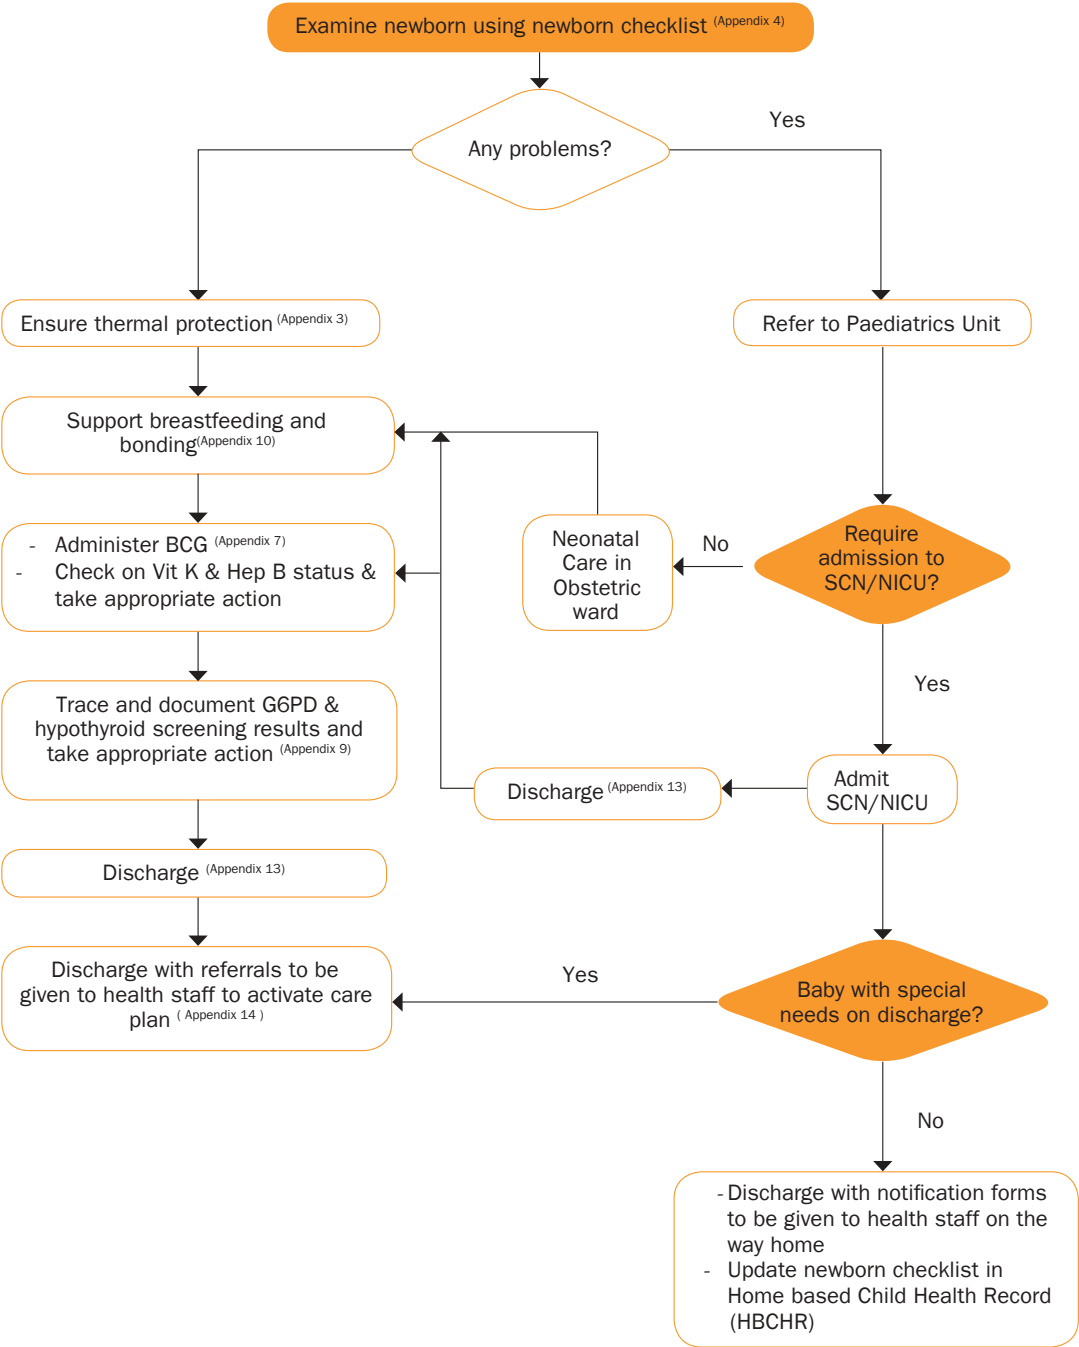 Examine newborn using newborn checklist (Appendix 4)
Any problems?
Yes
Ensure thermal protection (Appendix 3)
Refer to Paediatrics Unit
Support breastfeeding and
bonding(Appendix 10)
- Administer BCG (Appendix 7)
- Check on Vit K & Hep B status &
take appropriate action
Neonatal
Care in
Obstetric
ward
No
Require
admission to
SCN/NICU?
Yes
Trace and document G6PD &
hypothyroid screening results and
take appropriate action (Appendix 9)
Discharge (Appendix 13)
Admit
SCN/NICU
Discharge (Appendix 13)
Discharge with referrals to be
given to health staff to activate care
plan ( Appendix 14 )
Yes
Baby with special
needs on discharge?
No
- Discharge with notification forms
to be given to health staff on the
way home
- Update newborn checklist in
Home based Child Health Record
(HBCHR)